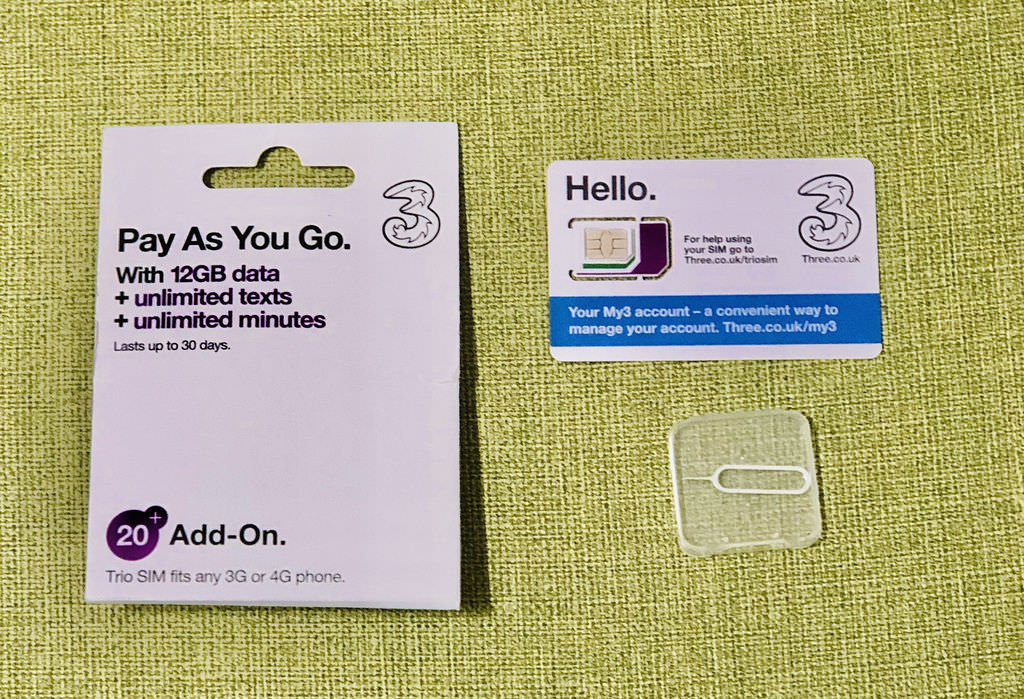 Pay As You Go.
With 12GB data
+ unlimited texts
+ unlimited minutes
Lasts up to 30 days.
20+ Add-On.
Trio SIM fits any 3G or 4G phone.
3
Hello.
For help using
your SIM go to
Three.co.uk/triosim
3
Three.co.uk
Your My3 account – a convenient way to
manage your account. Three.co.uk/my3